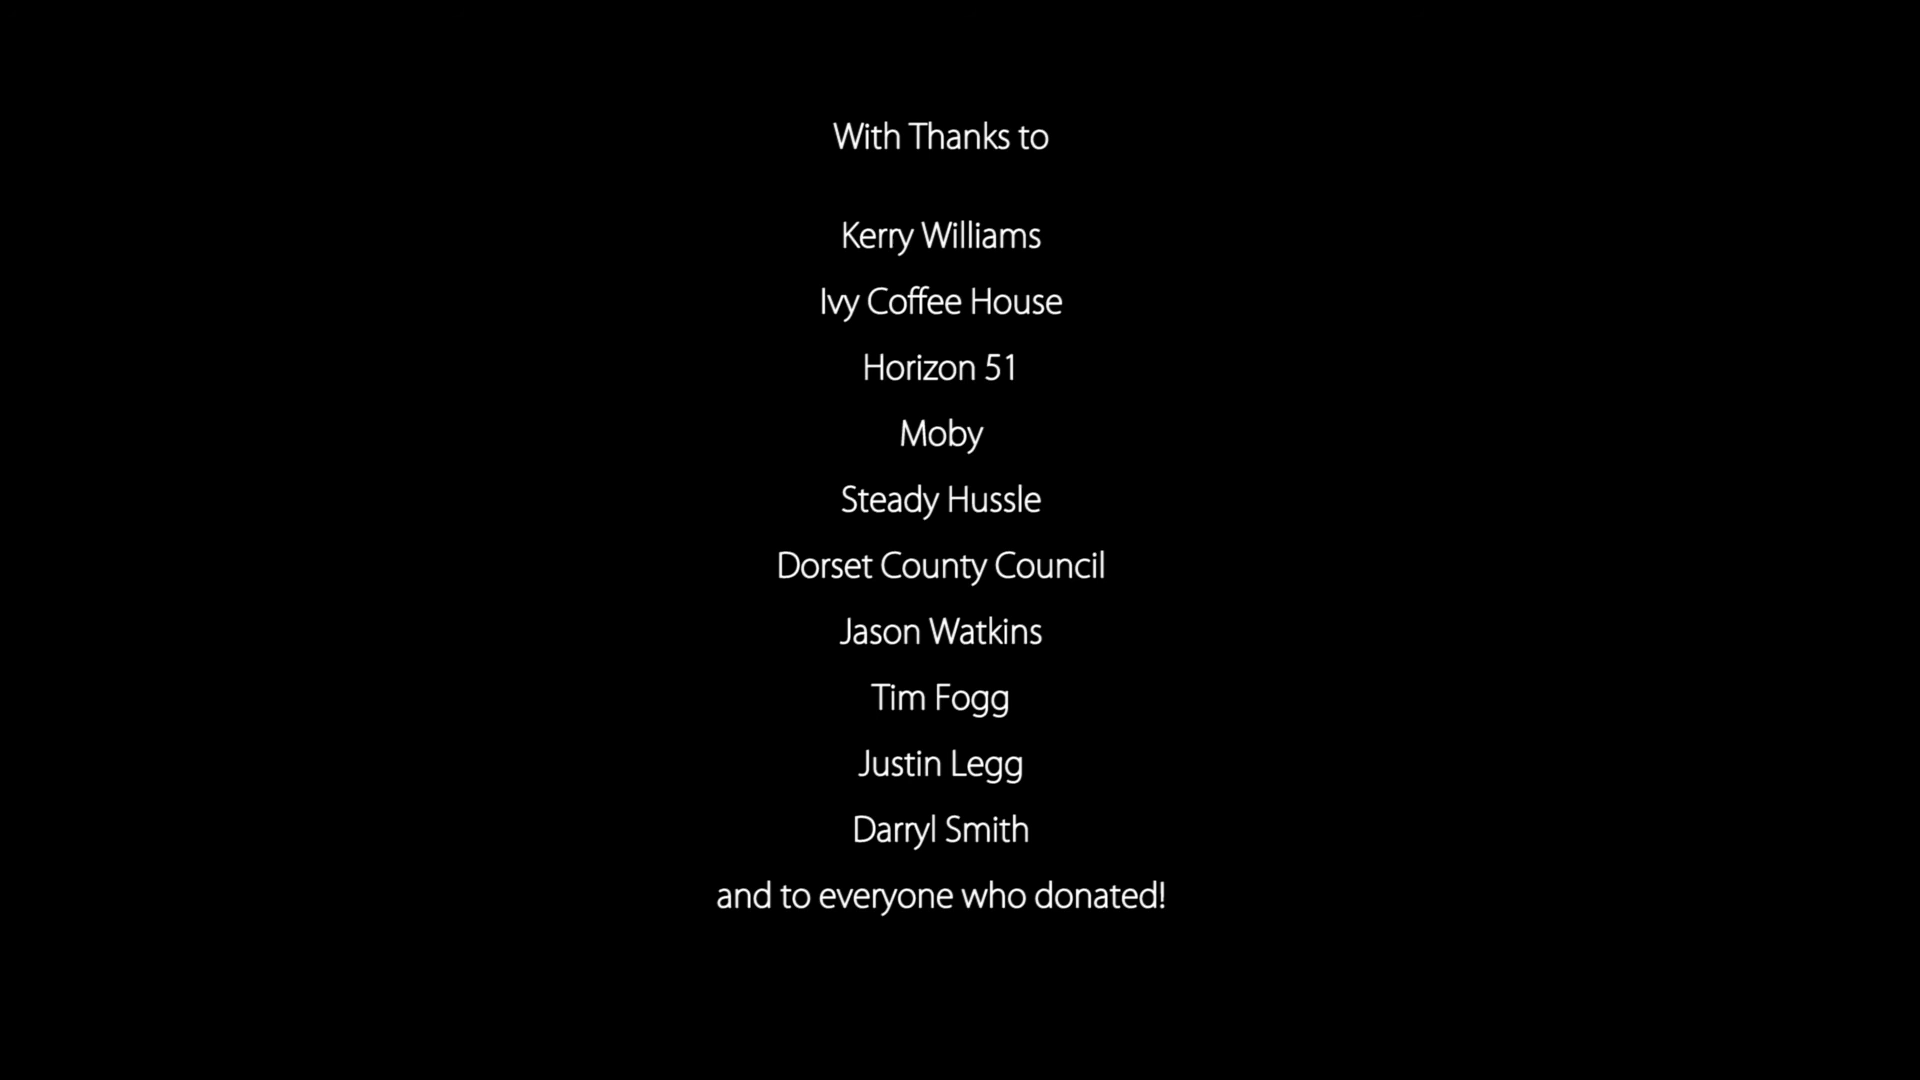 With Thanks to
Kerry Williams
Ivy Coffee House
Horizon 51
Moby
Steady Hussle
Dorset County Council
Jason Watkins
Tim Fogg
Justin Legg
Darryl Smith
and to everyone who donated!